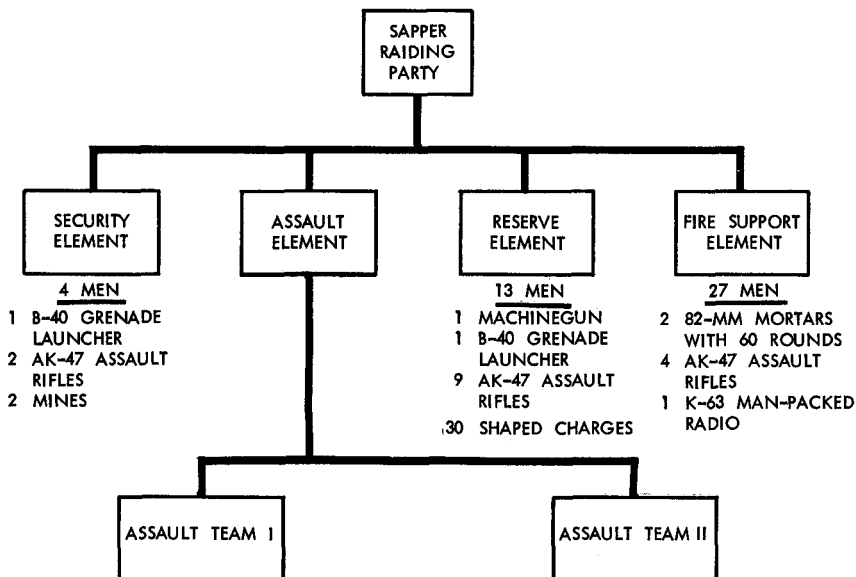 SAPPER
RAIDING
PARTY
SECURITY
ELEMENT
4 MEN
1 B-40 GRENADE
LAUNCHER
2 AK-47 ASSAULT
RIFLES
2 MINES
ASSAULT
ELEMENT
RESERVE
ELEMENT
13 MEN
1 MACHINEGUN
1 B-40 GRENADE
LAUNCHER
9 AK-47 ASSAULT
RIFLES
30 SHAPED CHARGES
FIRE SUPPORT
ELEMENT
27 MEN
2 82-MM MORTARS
WITH 60 ROUNDS
4 AK-47 ASSAULT
RIFLES
1 K-63 MAN-PACKED
RADIO
ASSAULT TEAM I
ASSAULT TEAM II